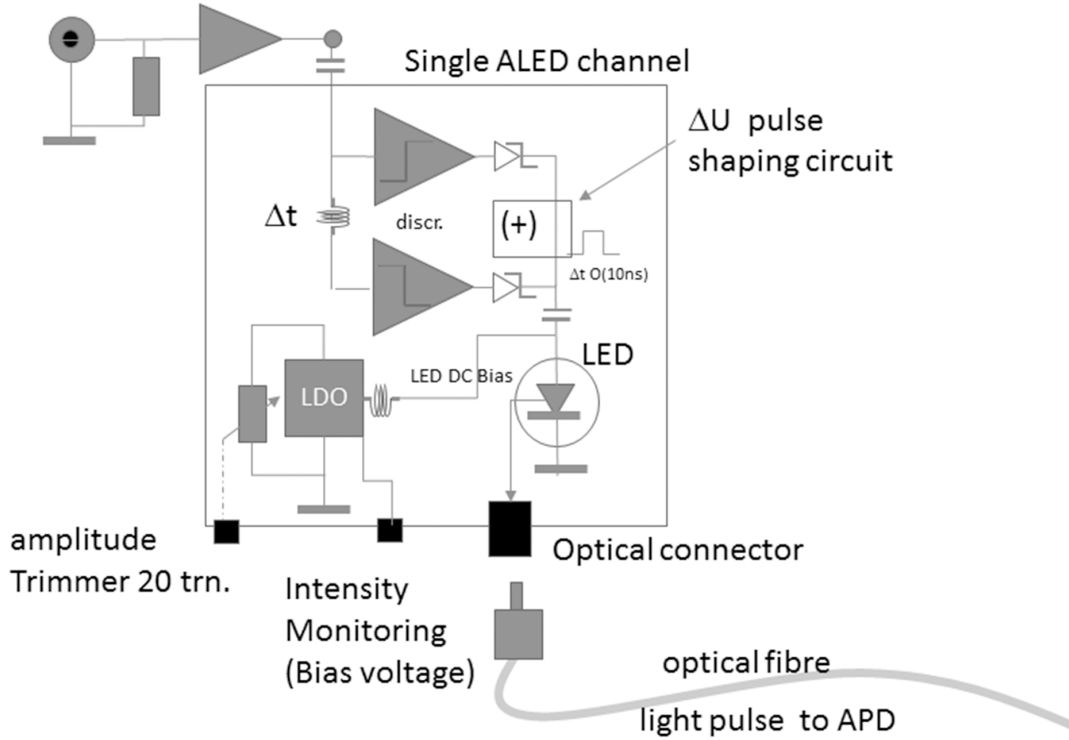 Single ALED channel
ΔU pulse
shaping circuit
Δt
discr.
(+)
Δt O(10ns)
LED
LED DC Bias
LDO
amplitude
Trimmer 20 trn.
Intensity
Monitoring
(Bias voltage)
Optical connector
optical fibre
light pulse to APD